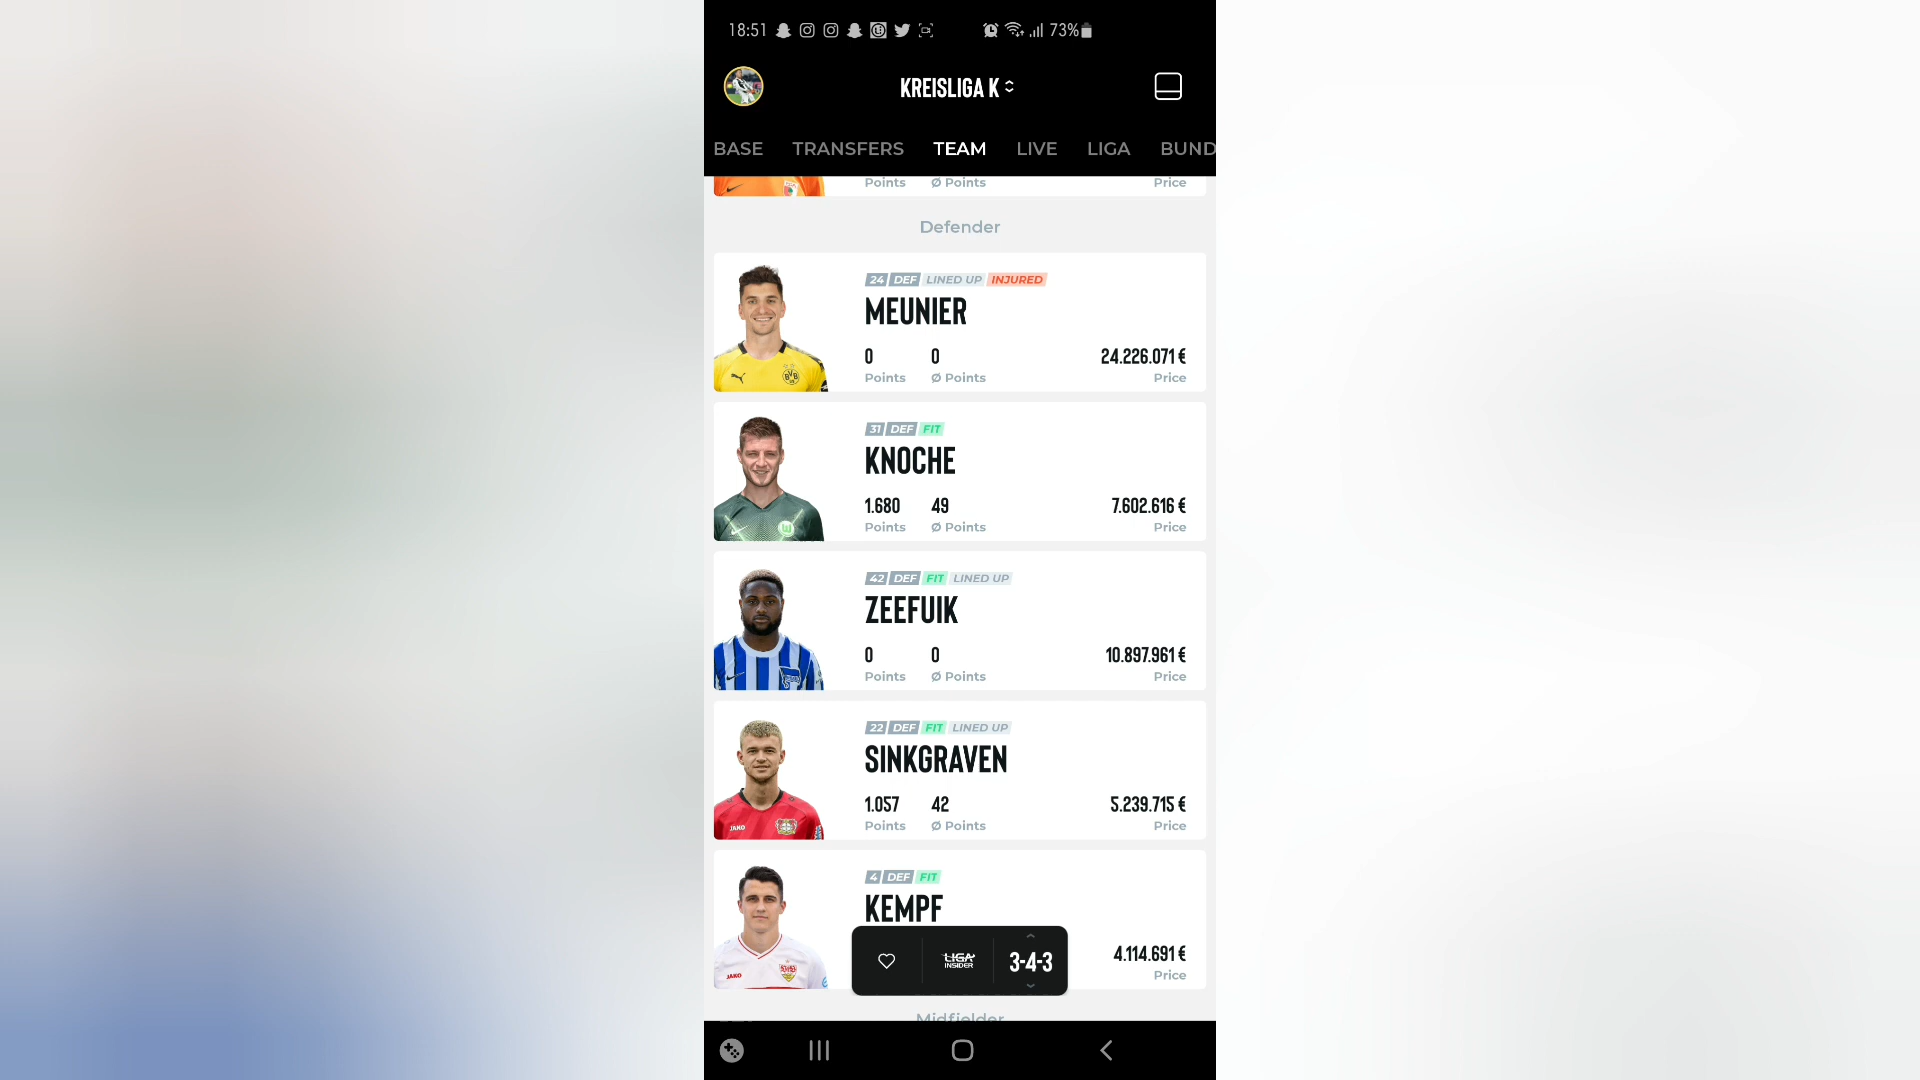 18:51 73%
KREISLIGA K
BASE TRANSFERS TEAM LIVE LIGA BUND
Points Ø Points Price
Defender
24 DEF LINED UP INJURED
MEUNIER
0 0 24.226.071 €
Points Ø Points Price
31 DEF FIT
KNOCHE
1.680 49 7.602.616 €
Points Ø Points Price
42 DEF FIT LINED UP
ZEEFUIK
0 0 10.897.961 €
Points Ø Points Price
22 DEF FIT LINED UP
SINKGRAVEN
1.057 42 5.239.715 €
JAKO
Points Ø Points Price
4 DEF FIT
KEMPF
4.114.691 €
LIGA INSIDER 3-4-3
JAKO
Price
Midfielder